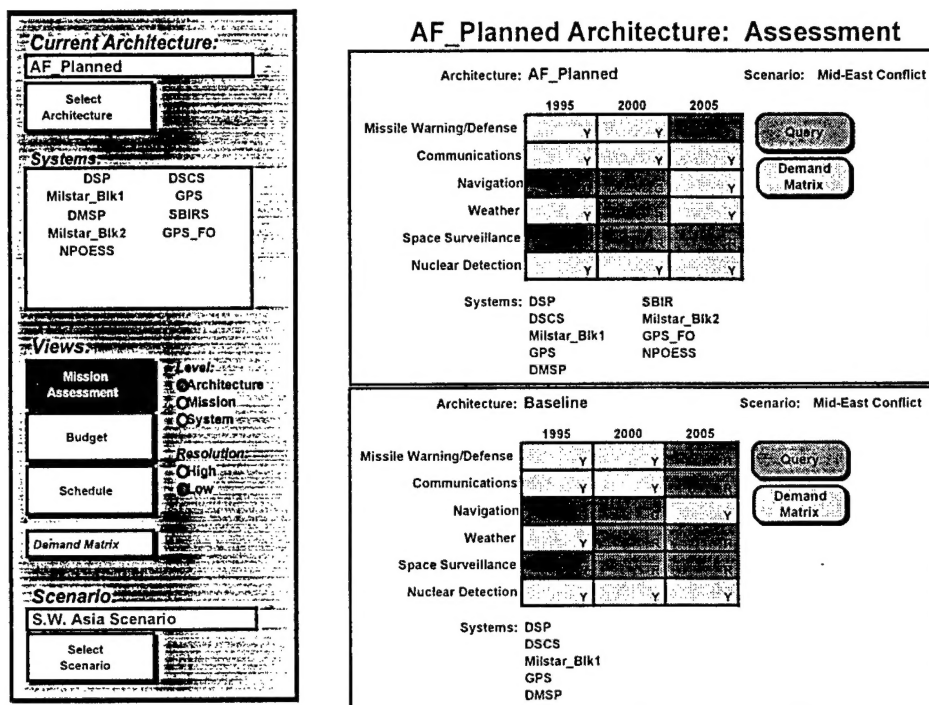 Current Architecture:
AF_Planned
Select
Architecture
Systems:
DSP DSCS
Milstar_Blk1 GPS
DMSP SBIRS
Milstar_Blk2 GPS_FO
NPOESS
Views:
Mission
Assessment
Budget
Schedule
Demand Matrix
Level:
Architecture
Mission
System
Resolution:
High
Low
Scenario:
S.W. Asia Scenario
Select
Scenario
AF_Planned Architecture: Assessment
Architecture: AF_Planned Scenario: Mid-East Conflict
1995 2000 2005
Missile Warning/Defense Y Y
Communications Y Y Y
Navigation Y
Weather Y Y
Space Surveillance
Nuclear Detection Y Y Y
Query
Demand
Matrix
Systems: DSP SBIR
DSCS Milstar_Blk2
Milstar_Blk1 GPS_FO
GPS NPOESS
DMSP
Architecture: Baseline Scenario: Mid-East Conflict
1995 2000 2005
Missile Warning/Defense Y Y
Communications Y Y
Navigation Y
Weather Y
Space Surveillance
Nuclear Detection Y Y Y
Query
Demand
Matrix
Systems: DSP
DSCS
Milstar_Blk1
GPS
DMSP